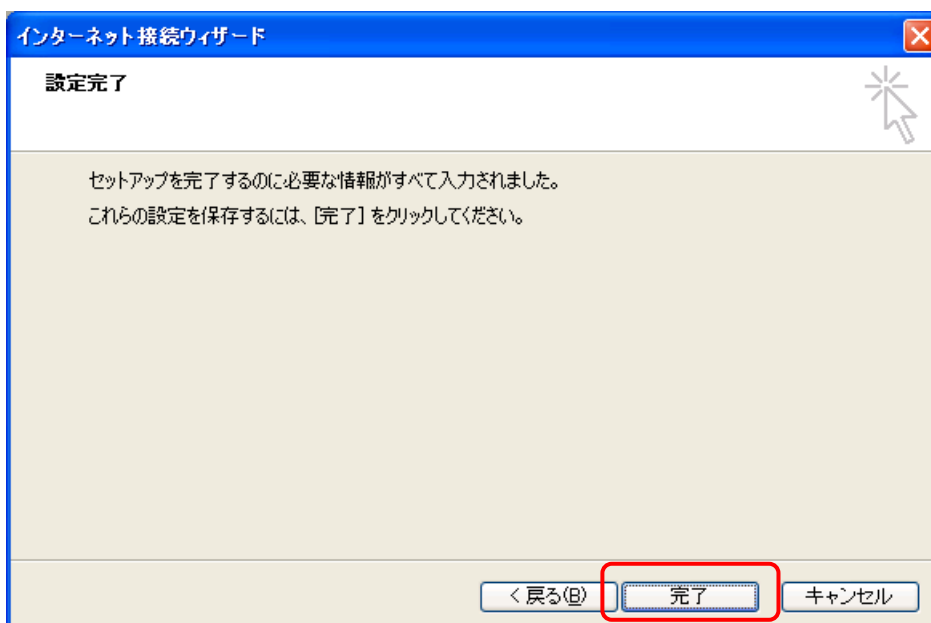 インターネット接続ウィザード
設定完了
セットアップを完了するのに必要な情報がすべて入力されました。
これらの設定を保存するには、[完了] をクリックしてください。
< 戻る(B)
完了
キャンセル